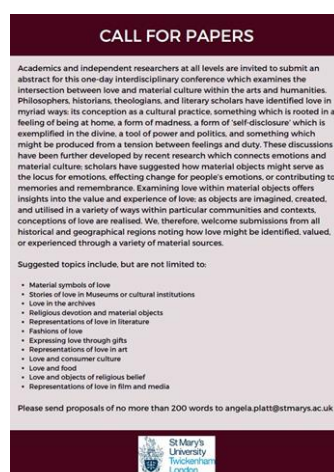 CALL FOR PAPERS
Academics and independent researchers at all levels are invited to submit an
abstract for this one-day interdisciplinary conference which examines the
intersection between love and material culture within the arts and humanities.
Philosophers, historians, theologians, and literary scholars have identified love in
myriad ways: its conception as a cultural practice, something which is rooted in a
feeling of being at home, a form of madness, a form of 'self-disclosure' which is
exemplified in the divine, a tool of power and politics, and something which
might be produced from a tension between feelings and duty. These discussions
have been further developed by recent research which connects emotions and
material culture; scholars have suggested how material objects might serve as
the locus for emotions, effecting change for people's emotions, or contributing to
memories and remembrance. Examining love within material objects offers
insights into the value and experience of love; as objects are imagined, created,
and utilised in a variety of ways within particular communities and contexts,
conceptions of love are realised. We, therefore, welcome submissions from all
historical and geographical regions noting how love might be identified, valued,
or experienced through a variety of material sources.
Suggested topics include, but are not limited to:
• Material symbols of love
• Stories of love in Museums or cultural institutions
• Love in the archives
• Religious devotion and material objects
• Representations of love in literature
• Fashions of love
• Expressing love through gifts
• Representations of love in art
• Love and consumer culture
• Love and food
• Love and objects of religious belief
• Representations of love in film and media
Please send proposals of no more than 200 words to angela.platt@stmarys.ac.uk
St Mary's
University
Twickenham
London